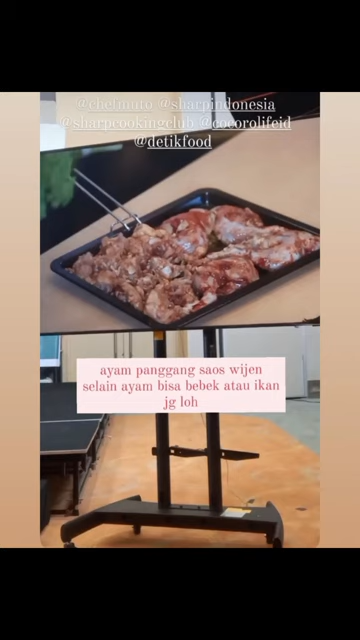 @chefmuto @sharpindonesia
@sharpcookingclub @cocorolifeid
@detikfood
ayam panggang saos wijen
selain ayam bisa bebek atau ikan
jg loh